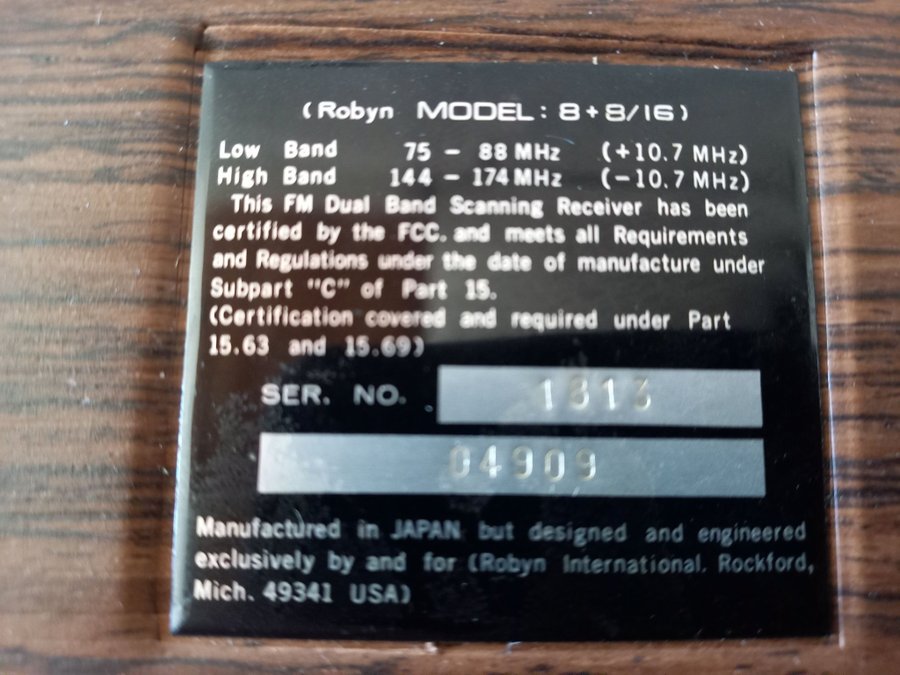 (Robyn MODEL: 8+8/16)
Low Band 75 - 88 MHz (+10.7 MHz)
High Band 144 - 174 MHz (-10.7 MHz)
This FM Dual Band Scanning Receiver has been
certified by the FCC. and meets all Requirements
and Regulations under the date of manufacture under
Subpart "C" of Part 15.
(Certification covered and required under Part
15.63 and 15.69)
SER. NO. 1813
04909
Manufactured in JAPAN but designed and engineered
exclusively by and for (Robyn International. Rockford,
Mich. 49341 USA)